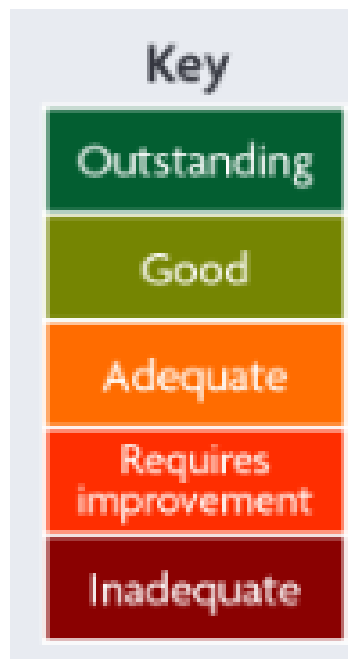 Key
Outstanding
Good
Adequate
Requires
improvement
Inadequate